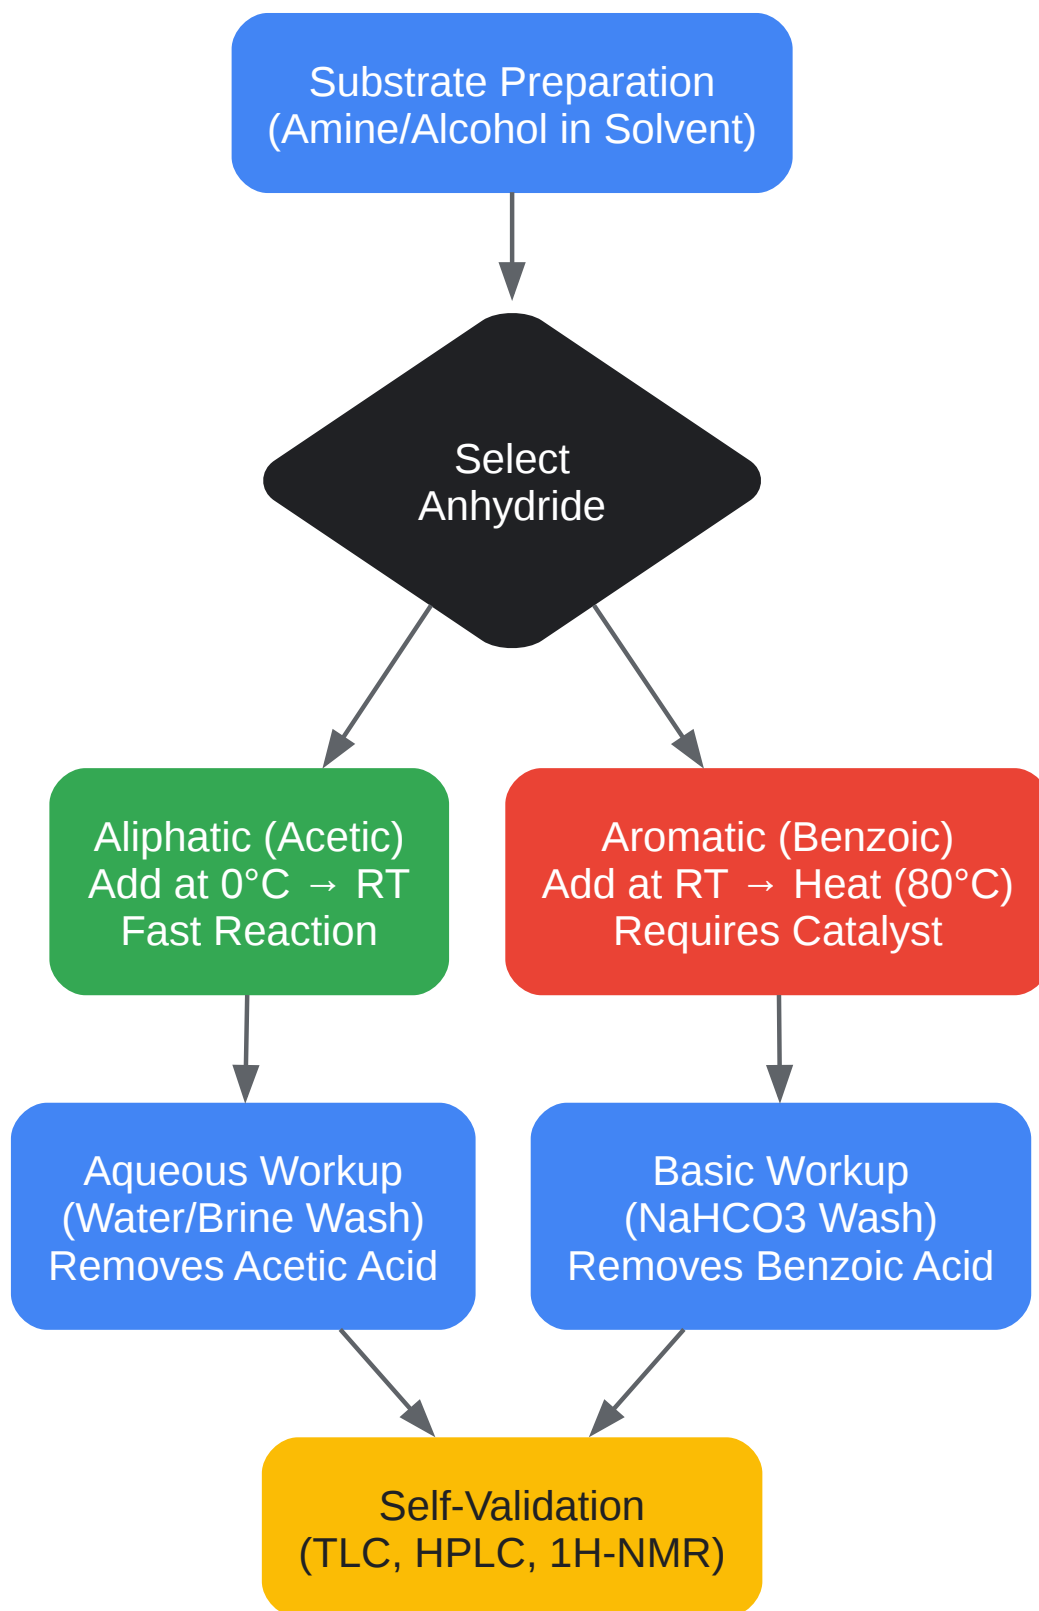 Substrate Preparation
(Amine/Alcohol in Solvent)
Select
Anhydride
Aliphatic (Acetic)
Add at 0°C → RT
Fast Reaction
Aromatic (Benzoic)
Add at RT → Heat (80°C)
Requires Catalyst
Aqueous Workup
(Water/Brine Wash)
Removes Acetic Acid
Basic Workup
(NaHCO3 Wash)
Removes Benzoic Acid
Self-Validation
(TLC, HPLC, 1H-NMR)